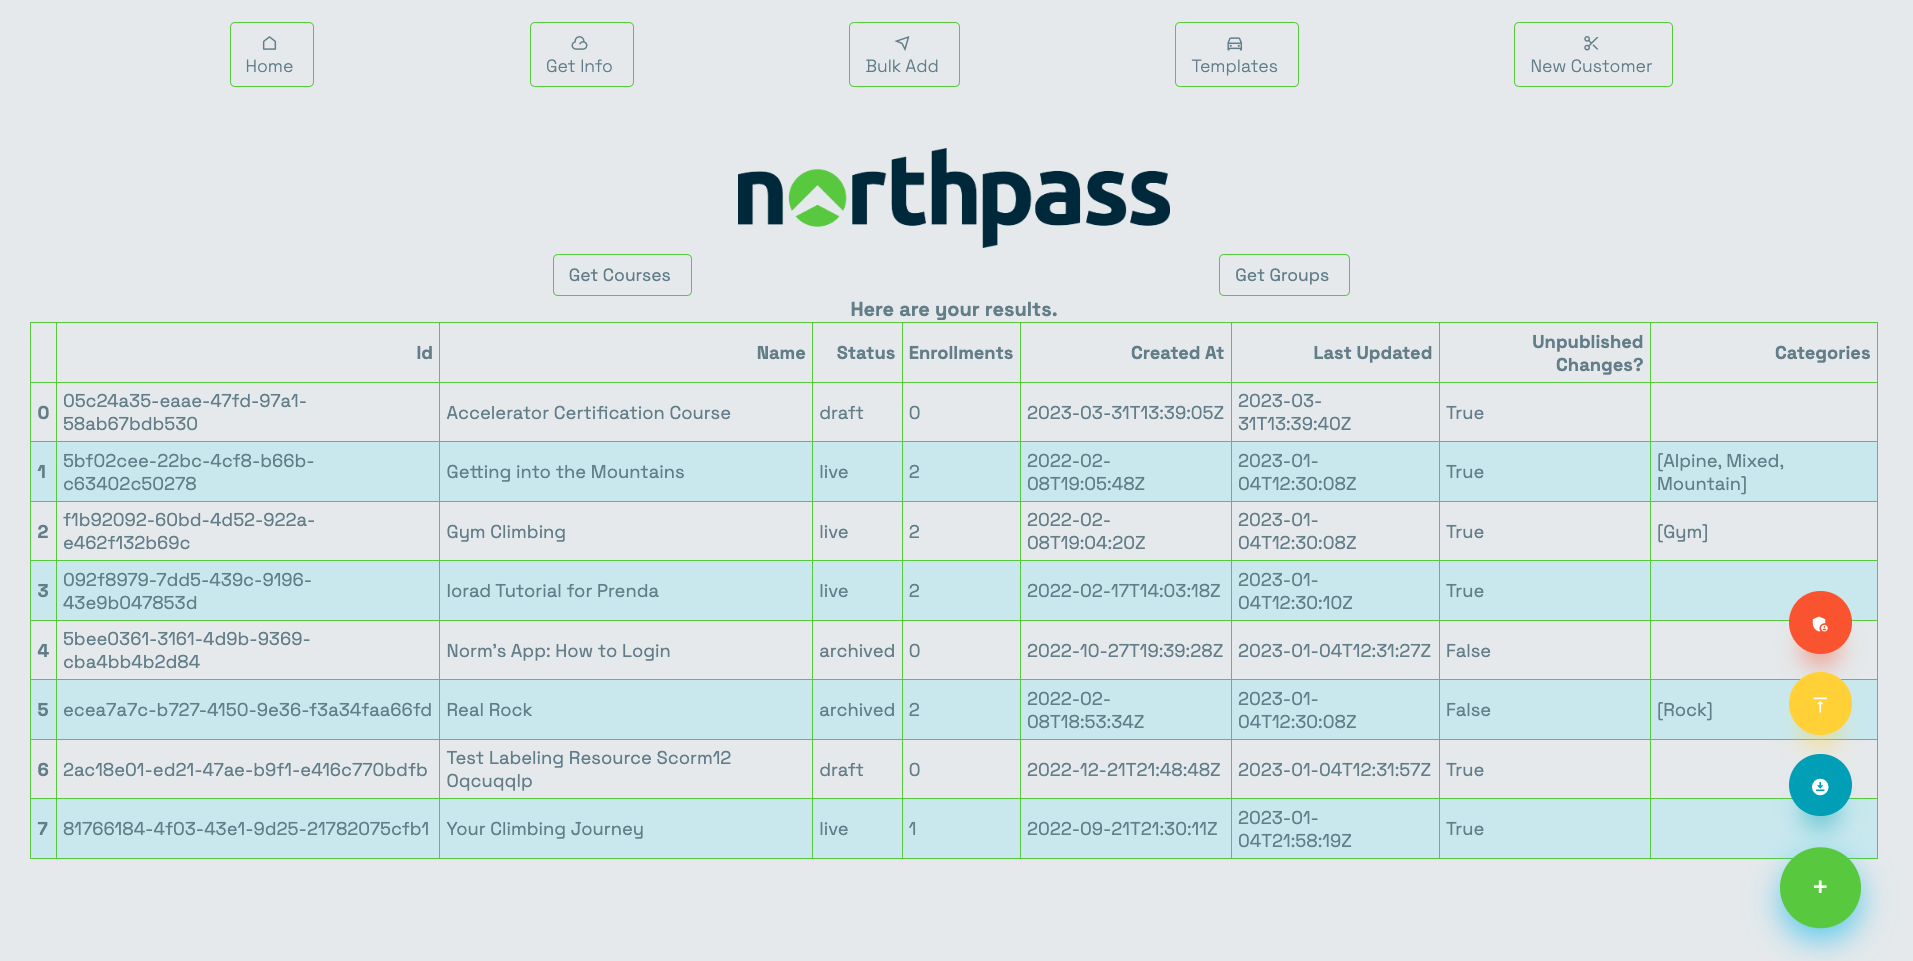 Home
Get Info
Bulk Add
Templates
New Customer
northpass
Get Courses
Get Groups
Here are your results.
Id Name Status Enrollments Created At Last Updated Unpublished Changes? Categories
0 05c24a35-eaae-47fd-97a1-58ab67bdb530 Accelerator Certification Course draft 0 2023-03-31T13:39:05Z 2023-03-31T13:39:40Z True
1 5bf02cee-22bc-4cf8-b66b-c63402c50278 Getting into the Mountains live 2 2022-02-08T19:05:48Z 2023-01-04T12:30:08Z True [Alpine, Mixed, Mountain]
2 f1b92092-60bd-4d52-922a-e462f132b69c Gym Climbing live 2 2022-02-08T19:04:20Z 2023-01-04T12:30:08Z True [Gym]
3 092f8979-7dd5-439c-9196-43e9b047853d Iorad Tutorial for Prenda live 2 2022-02-17T14:03:18Z 2023-01-04T12:30:10Z True
4 5bee0361-3161-4d9b-9369-cba4bb4b2d84 Norm's App: How to Login archived 0 2022-10-27T19:39:28Z 2023-01-04T12:31:27Z False
5 ecea7a7c-b727-4150-9e36-f3a34faa66fd Real Rock archived 2 2022-02-08T18:53:34Z 2023-01-04T12:30:08Z False [Rock]
6 2ac18e01-ed21-47ae-b9f1-e416c770bdfb Test Labeling Resource Scorm12 Oqcuqqlp draft 0 2022-12-21T21:48:48Z 2023-01-04T12:31:57Z True
7 81766184-4f03-43e1-9d25-21782075cfb1 Your Climbing Journey live 1 2022-09-21T21:30:11Z 2023-01-04T21:58:19Z True